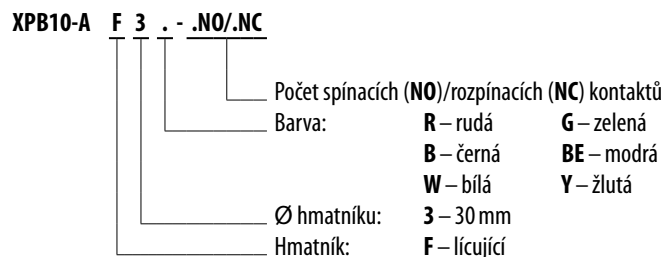 XPB10-A F 3 . - .NO/.NC
Počet spínacích (NO)/rozpínacích (NC) kontaktů
Barva: R – rudá G – zelená
B – černá BE – modrá
W – bílá Y – žlutá
Ø hmatníku: 3 – 30 mm
Hmatník: F – lícující